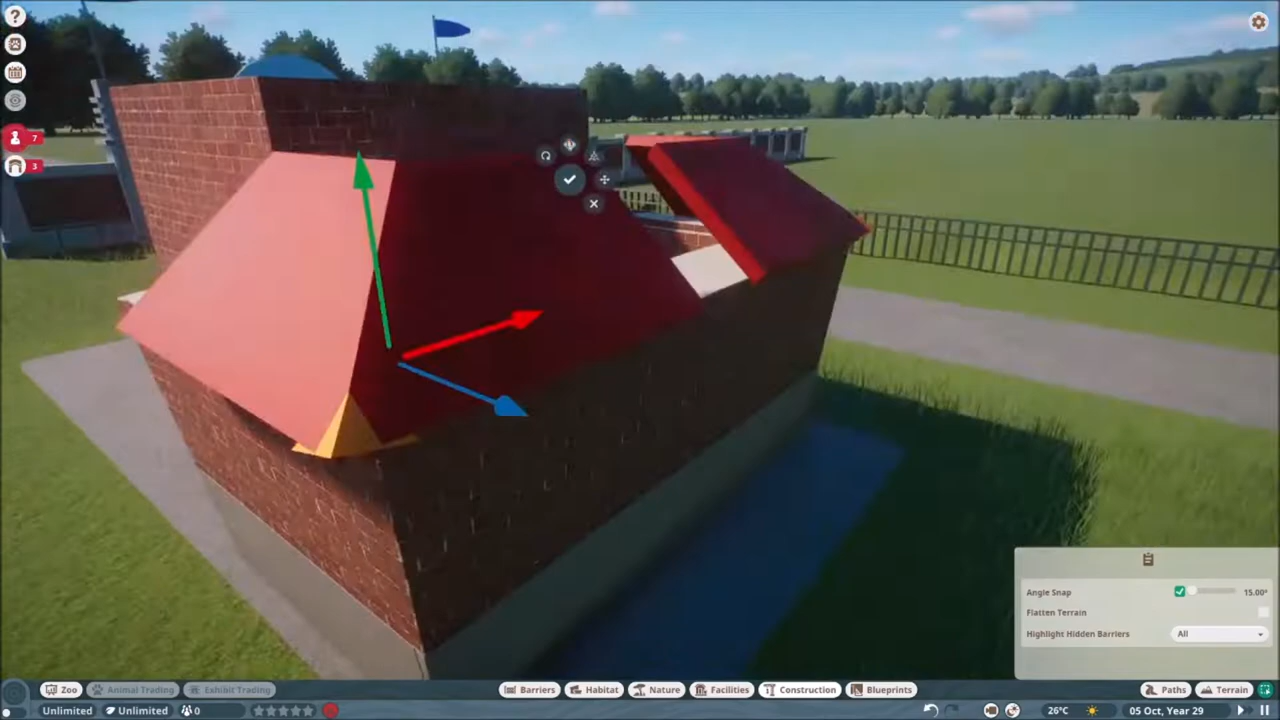 ?
7
3
Angle Snap 15.00°
Flatten Terrain
Highlight Hidden Barriers All
Zoo Animal Trading Exhibit Trading Barriers Habitat Nature Facilities Construction Blueprints Paths Terrain
Unlimited Unlimited 0 26°C 05 Oct, Year 29